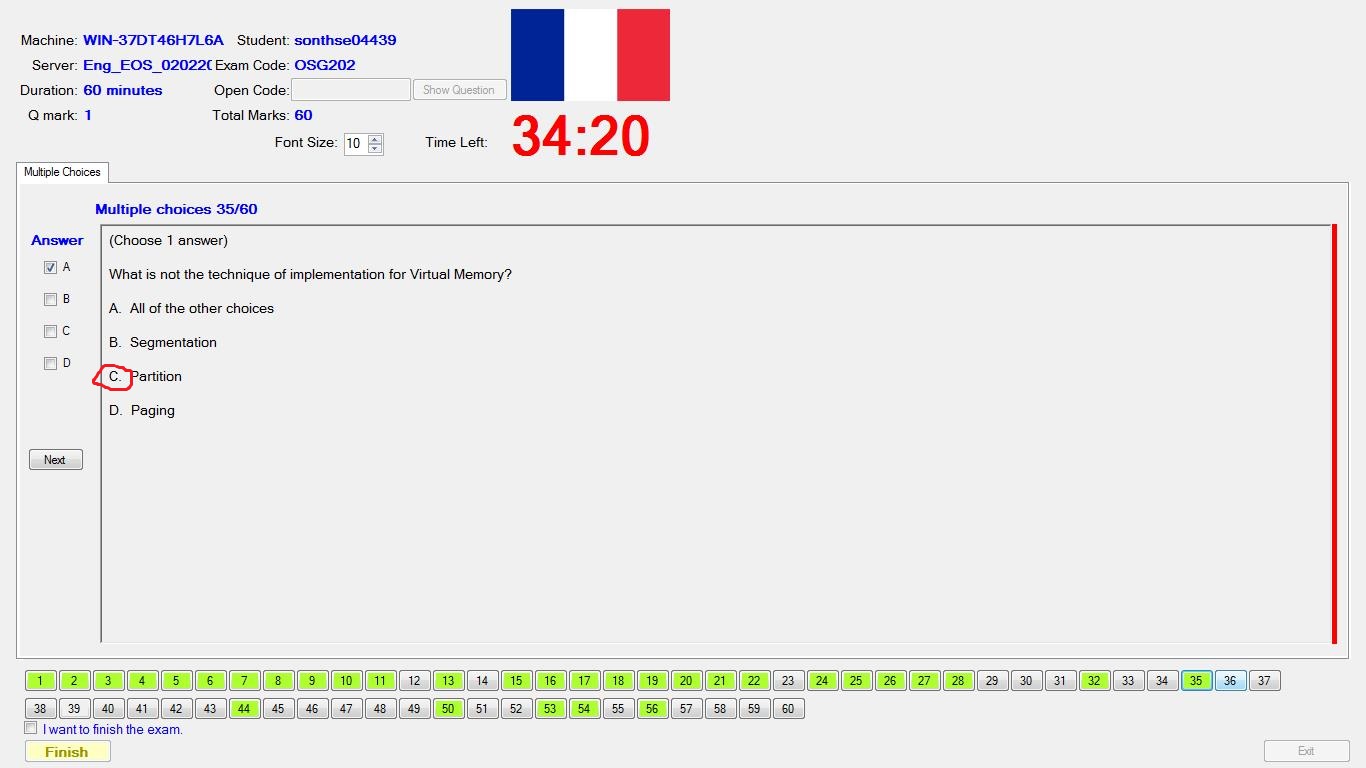 Machine: WIN-37DT46H7L6A Student: sonthse04439
Server: Eng_EOS_020220 Exam Code: OSG202
Duration: 60 minutes Open Code: Show Question
Q mark: 1 Total Marks: 60
Font Size: 10 Time Left: 34:20
Multiple Choices
Multiple choices 35/60
Answer
(Choose 1 answer)
A
What is not the technique of implementation for Virtual Memory?
B
A. All of the other choices
C
B. Segmentation
D
C. Partition
D. Paging
Next
1 2 3 4 5 6 7 8 9 10 11 12 13 14 15 16 17 18 19 20 21 22 23 24 25 26 27 28 29 30 31 32 33 34 35 36 37
38 39 40 41 42 43 44 45 46 47 48 49 50 51 52 53 54 55 56 57 58 59 60
I want to finish the exam.
Finish Exit